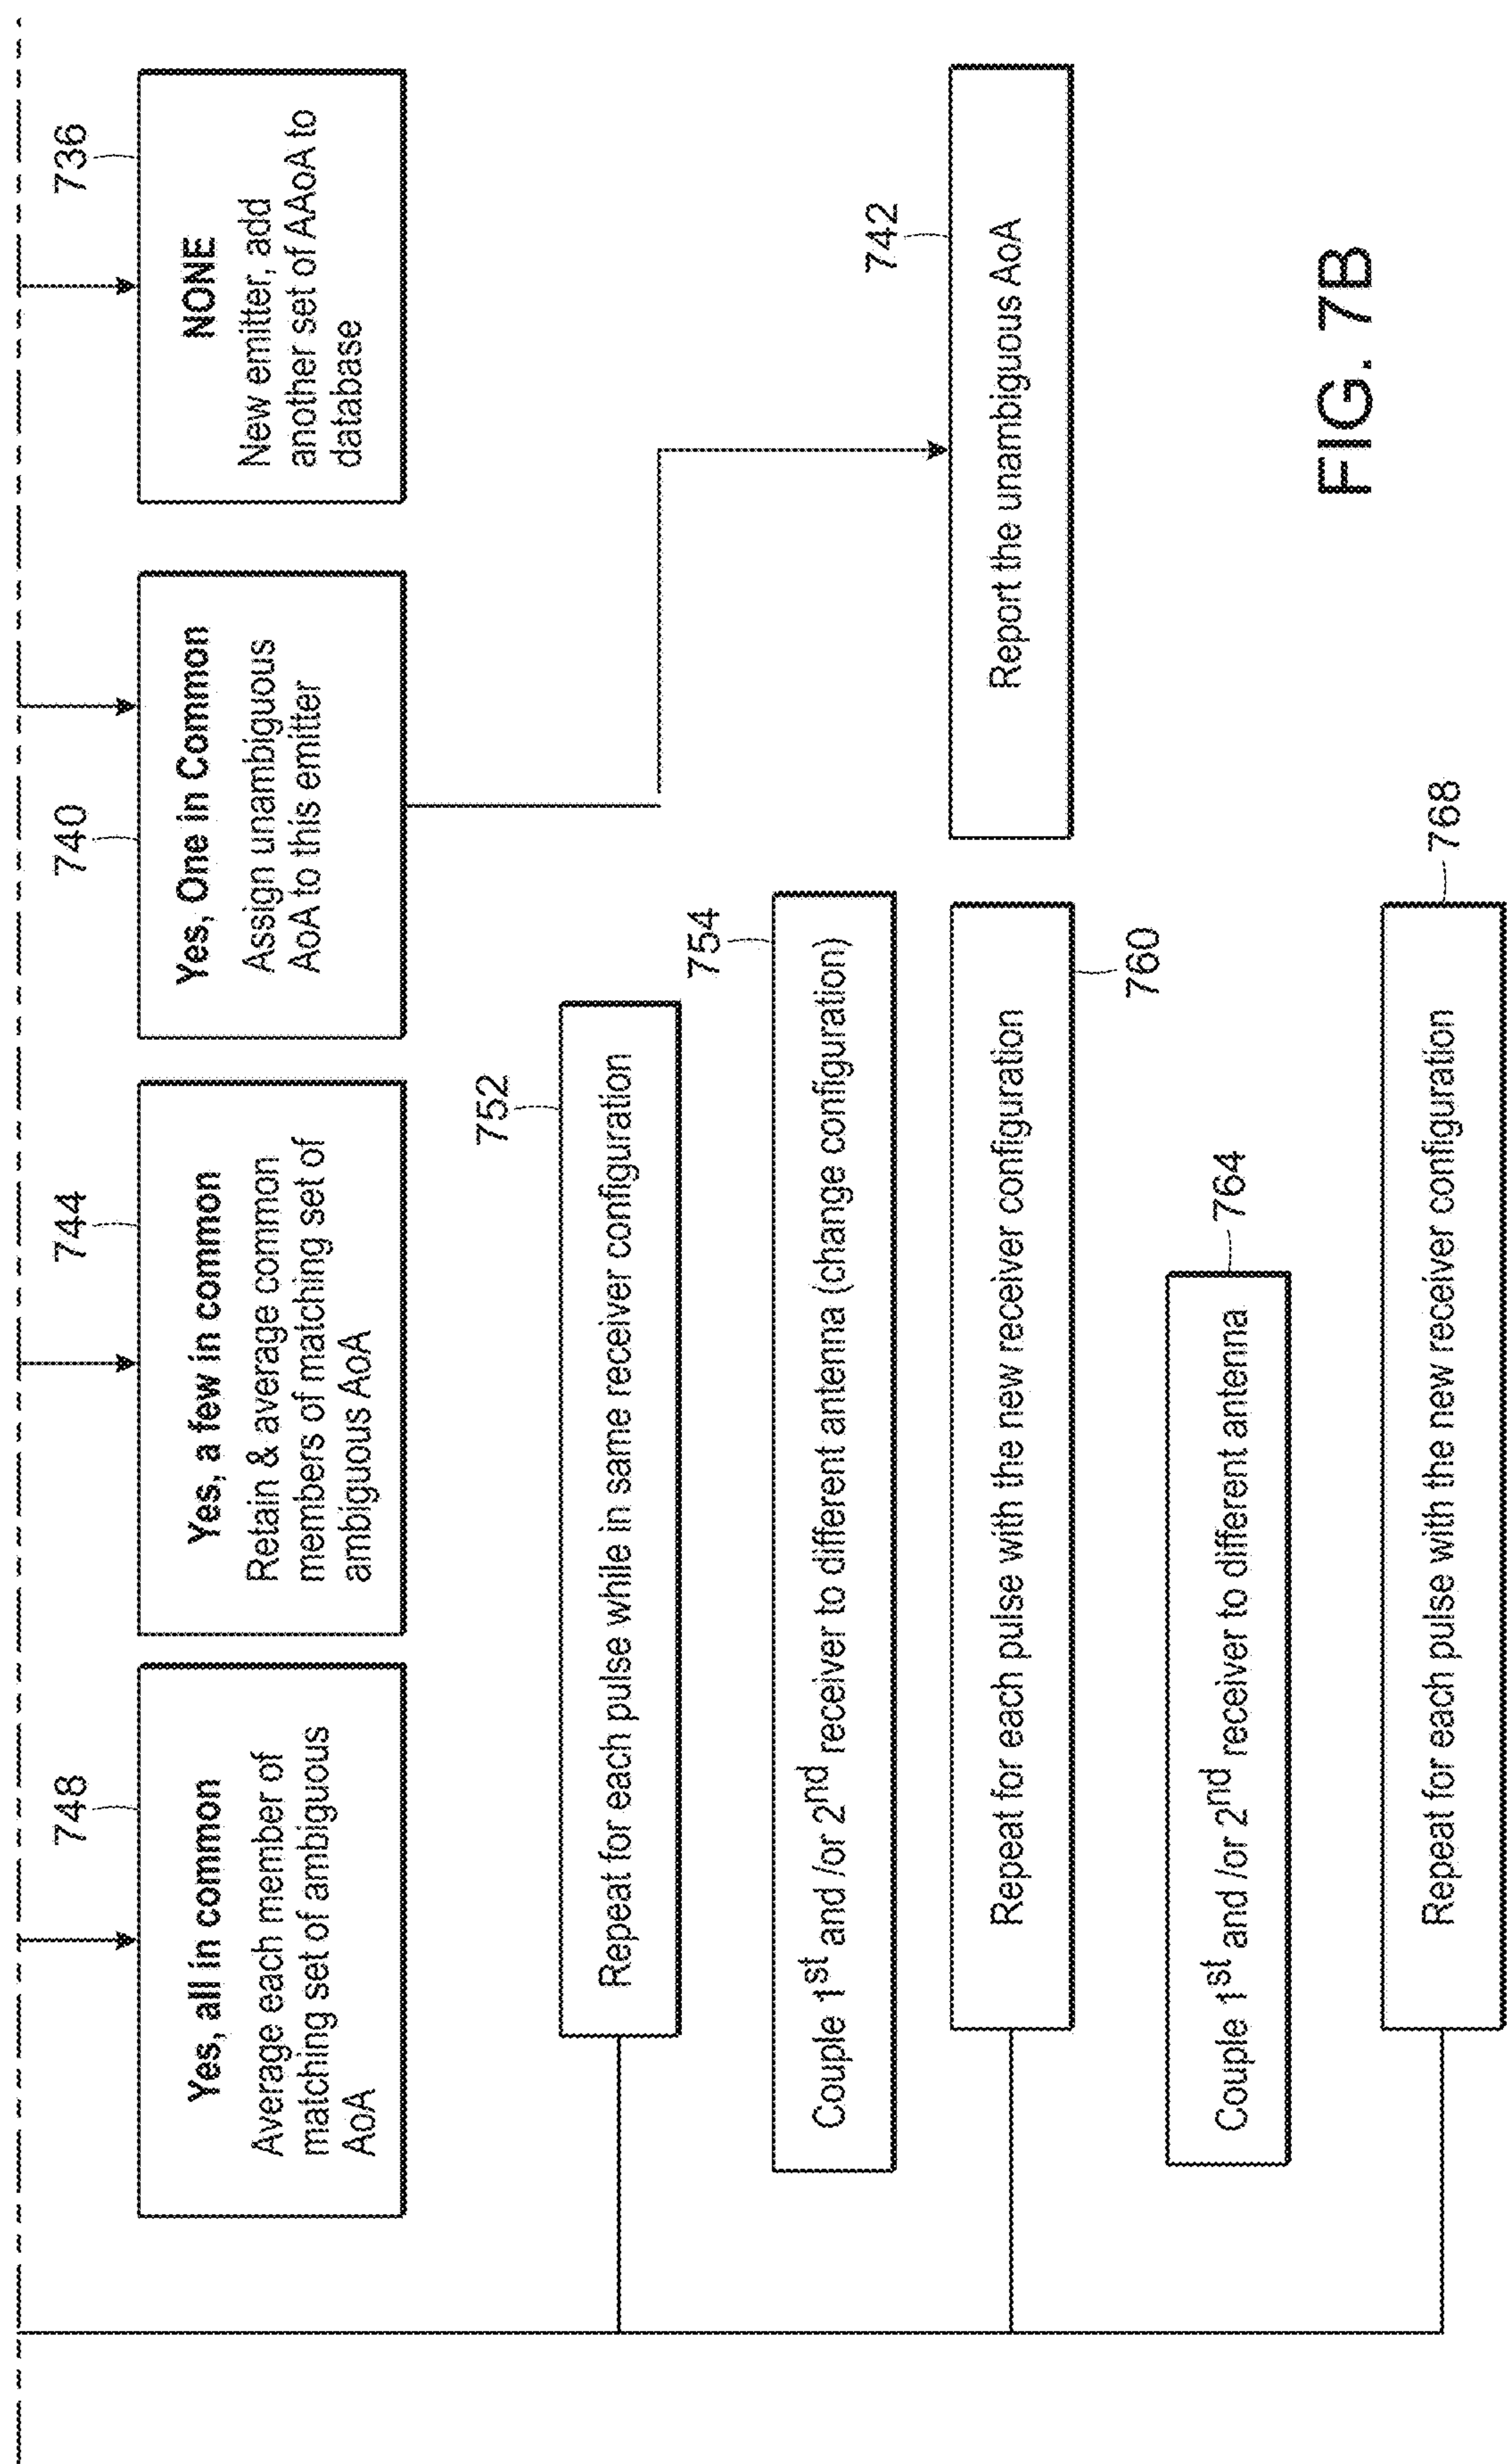 748
Yes, all in common
Average each member of
matching set of ambiguous
AoA
744
Yes, a few in common
Retain & average common
members of matching set of
ambiguous AoA
740
Yes, One in Common
Assign unambiguous
AoA to this emitter
736
NONE
New emitter, add
another set of AAoA to
database
752
Repeat for each pulse while in same receiver configuration
754
Couple 1st and /or 2nd receiver to different antenna (change configuration)
742
Report the unambiguous AoA
Repeat for each pulse with the new receiver configuration
760
764
Couple 1st and /or 2nd receiver to different antenna
768
Repeat for each pulse with the new receiver configuration
FIG. 7B